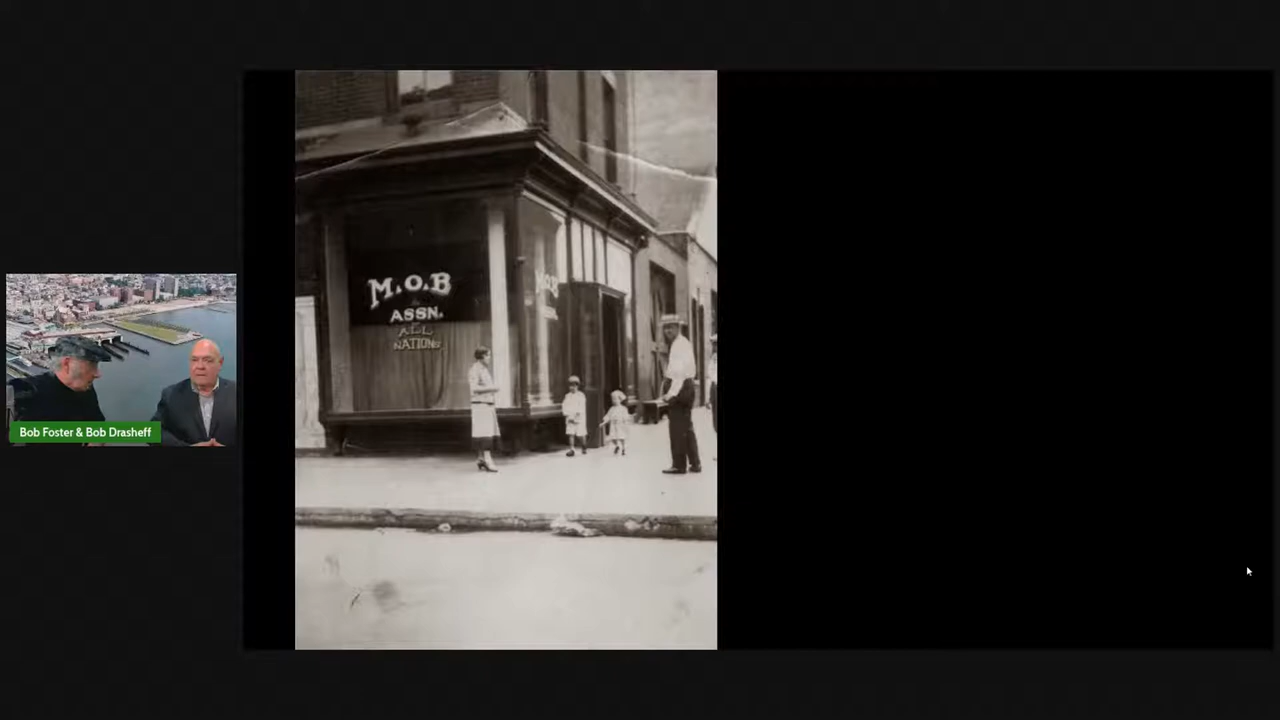 M.O.B
ASSN.
ALL
NATIONS
Bob Foster & Bob Drasheff